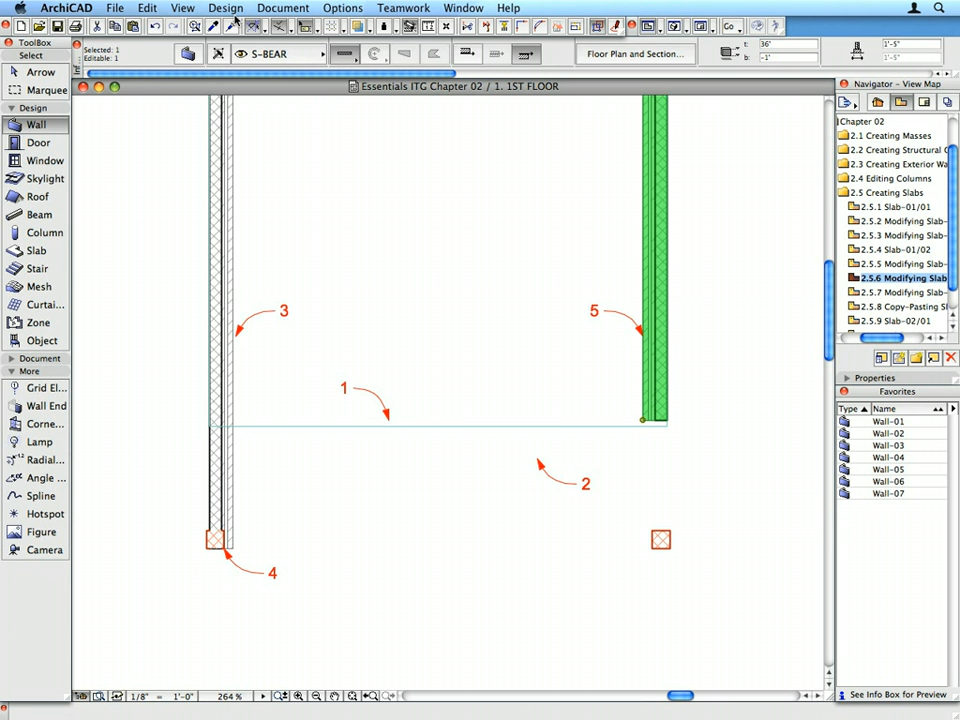 ArchiCAD File Edit View Design Document Options Teamwork Window Help
Go...
ToolBox
Select
Arrow
Marquee
Design
Wall
Door
Window
Skylight
Roof
Beam
Column
Slab
Stair
Mesh
Curtai...
Zone
Object
Document
More
Grid El...
Wall End
Corne...
Lamp
Radial...
Angle ...
Spline
Hotspot
Figure
Camera
Selected: 1
Editable: 1
S-BEAR
Floor Plan and Section...
t: 36"
b: -1'
1'-5"
1'-5"
Essentials ITG Chapter 02 / 1. 1ST FLOOR
3
5
1
2
4
1/8" = 1'-0"
264 %
Navigator - View Map
Chapter 02
2.1 Creating Masses
2.2 Creating Structural C
2.3 Creating Exterior Wa
2.4 Editing Columns
2.5 Creating Slabs
2.5.1 Slab-01/01
2.5.2 Modifying Slab-
2.5.3 Modifying Slab-
2.5.4 Slab-01/02
2.5.5 Modifying Slab-
2.5.6 Modifying Slab
2.5.7 Modifying Slab-
2.5.8 Copy-Pasting Sl
2.5.9 Slab-02/01
Properties
Favorites
Type Name
Wall-01
Wall-02
Wall-03
Wall-04
Wall-05
Wall-06
Wall-07
See Info Box for Preview